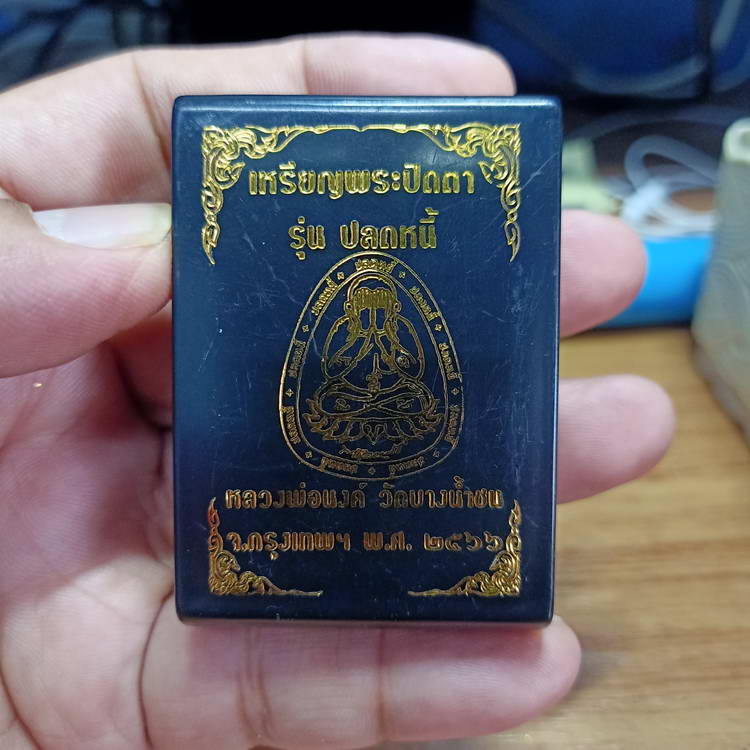 เหรียญพระปิดตา
รุ่น ปลดหนี้
หลวงพ่อนงค์ วัดบางน้ำชน
จ.กรุงเทพฯ พ.ศ. ๒๕๖๖